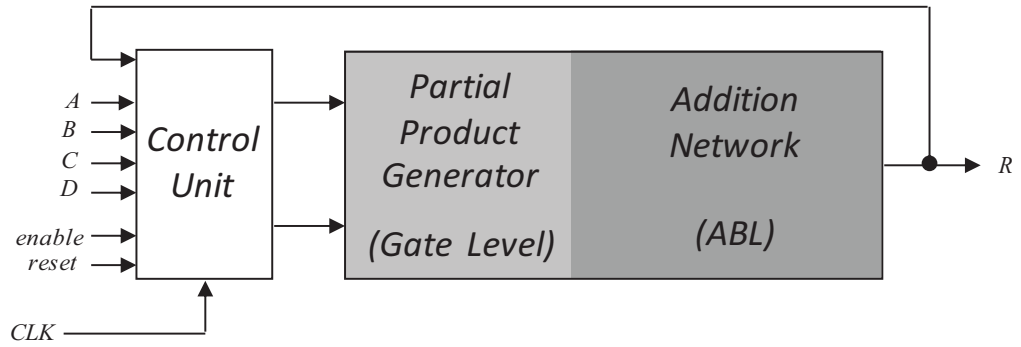 A
B
C
D
enable
reset
CLK
Control
Unit
Partial
Product
Generator
(Gate Level)
Addition
Network
(ABL)
R